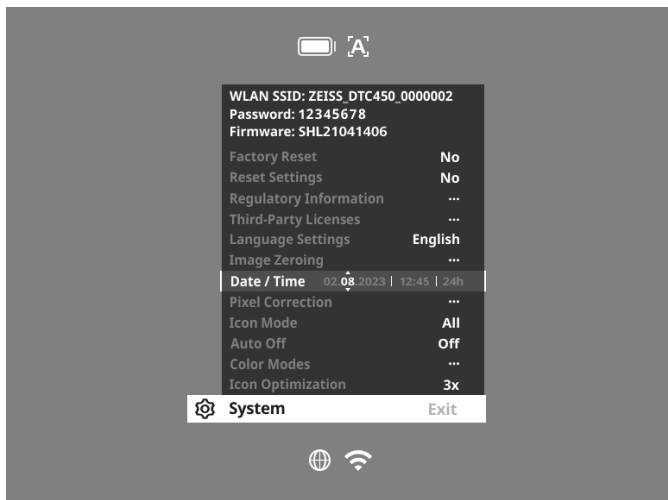 [A]
WLAN SSID: ZEISS_DTC450_0000002
Password: 12345678
Firmware: SHL21041406
Factory Reset No
Reset Settings No
Regulatory Information ...
Third-Party Licenses ...
Language Settings English
Image Zeroing ...
Date / Time 02.08.2023 | 12:45 | 24h
Pixel Correction ...
Icon Mode All
Auto Off Off
Color Modes ...
Icon Optimization 3x
System Exit